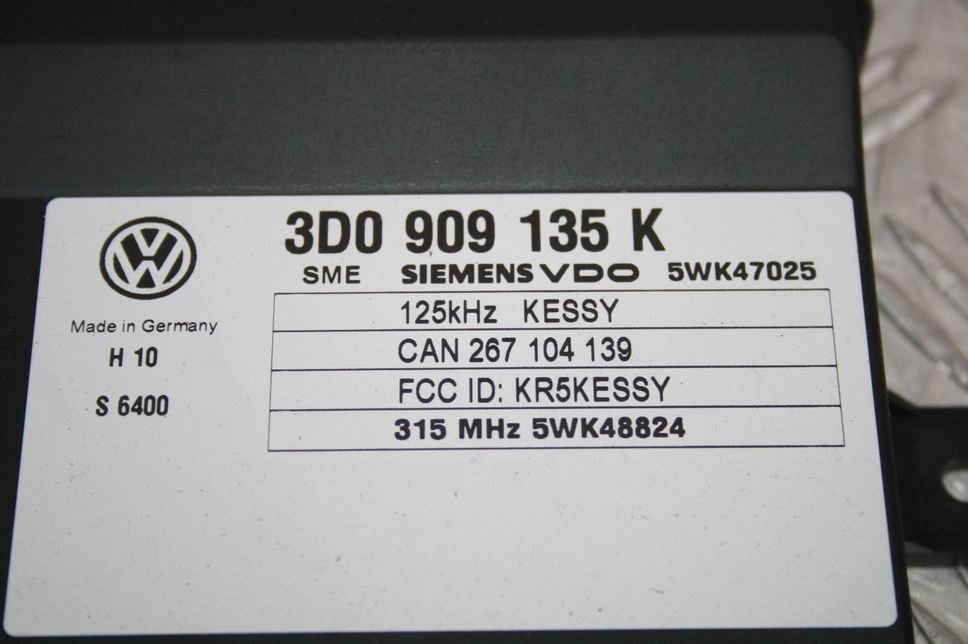 3D0 909 135 K
SME SIEMENS VDO 5WK47025
125kHz KESSY
Made in Germany
CAN 267 104 139
H 10
FCC ID: KR5KESSY
S 6400
315 MHz 5WK48824